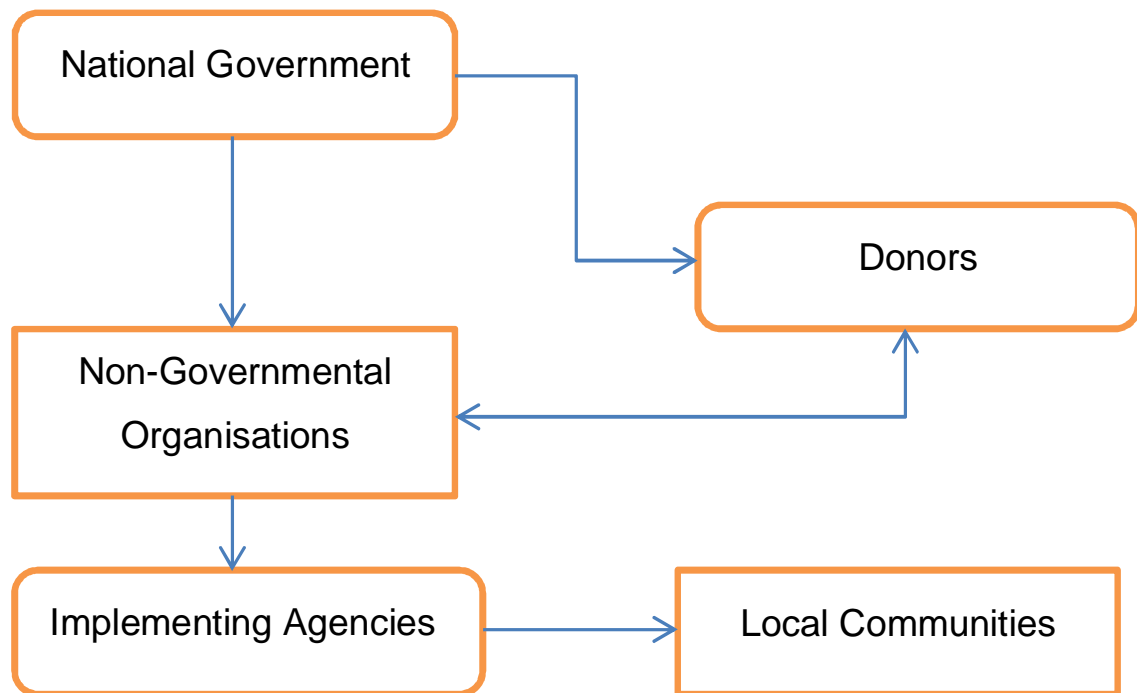 National Government
Donors
Non-Governmental
Organisations
Implementing Agencies
Local Communities